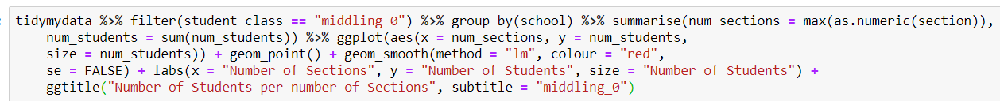 tidymydata %>% filter(student_class == "middling_0") %>% group_by(school) %>% summarise(num_sections = max(as.numeric(section)),
num_students = sum(num_students)) %>% ggplot(aes(x = num_sections, y = num_students,
size = num_students)) + geom_point() + geom_smooth(method = "lm", colour = "red",
se = FALSE) + labs(x = "Number of Sections", y = "Number of Students", size = "Number of Students") +
ggtitle("Number of Students per number of Sections", subtitle = "middling_0")